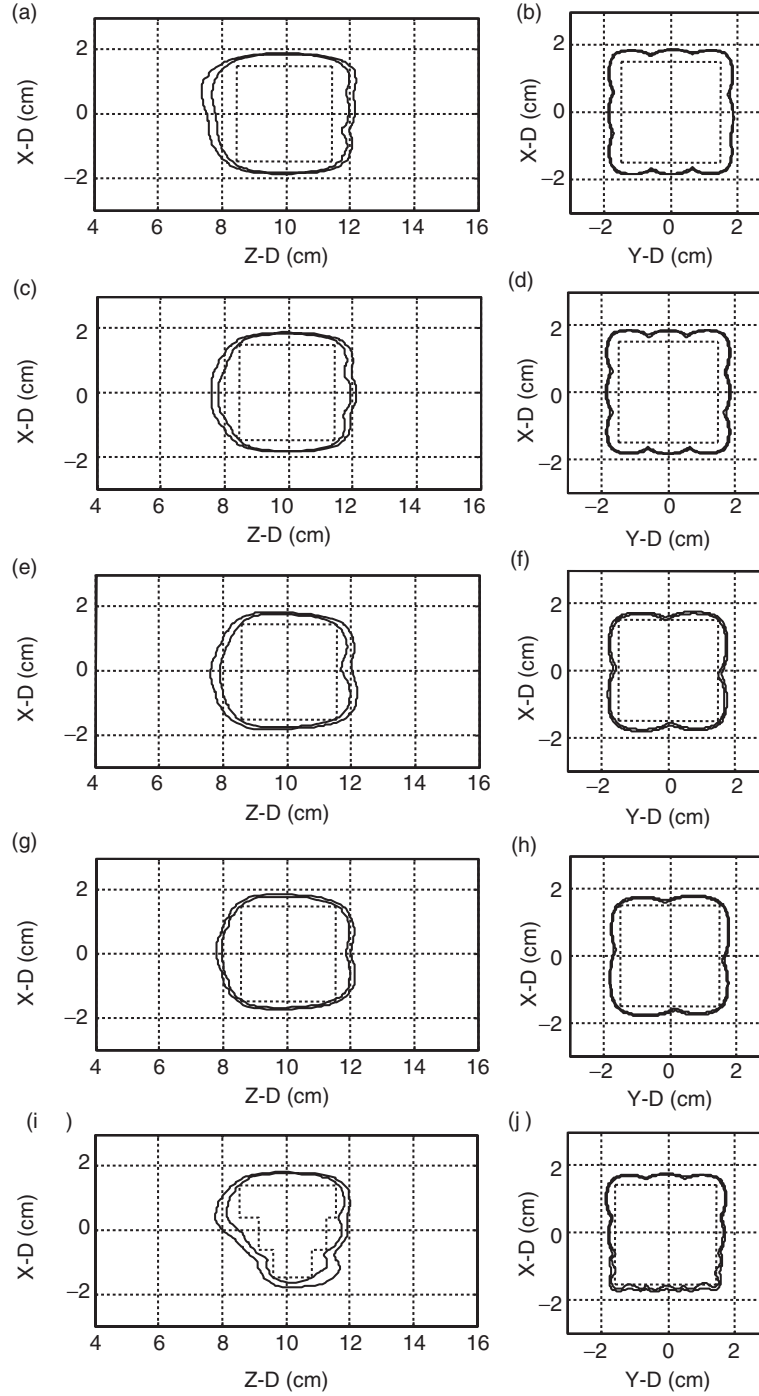 (a)
(b)
2
0
−2
X-D (cm)
4 6 8 10 12 14 16
Z-D (cm)
2
0
−2
X-D (cm)
−2 0 2
Y-D (cm)
(c)
(d)
2
0
−2
X-D (cm)
4 6 8 10 12 14 16
Z-D (cm)
2
0
−2
X-D (cm)
−2 0 2
Y-D (cm)
(e)
(f)
2
0
−2
X-D (cm)
4 6 8 10 12 14 16
Z-D (cm)
2
0
−2
X-D (cm)
−2 0 2
Y-D (cm)
(g)
(h)
2
0
−2
X-D (cm)
4 6 8 10 12 14 16
Z-D (cm)
2
0
−2
X-D (cm)
−2 0 2
Y-D (cm)
(i )
(j )
2
0
−2
X-D (cm)
4 6 8 10 12 14 16
Z-D (cm)
2
0
−2
X-D (cm)
−2 0 2
Y-D (cm)